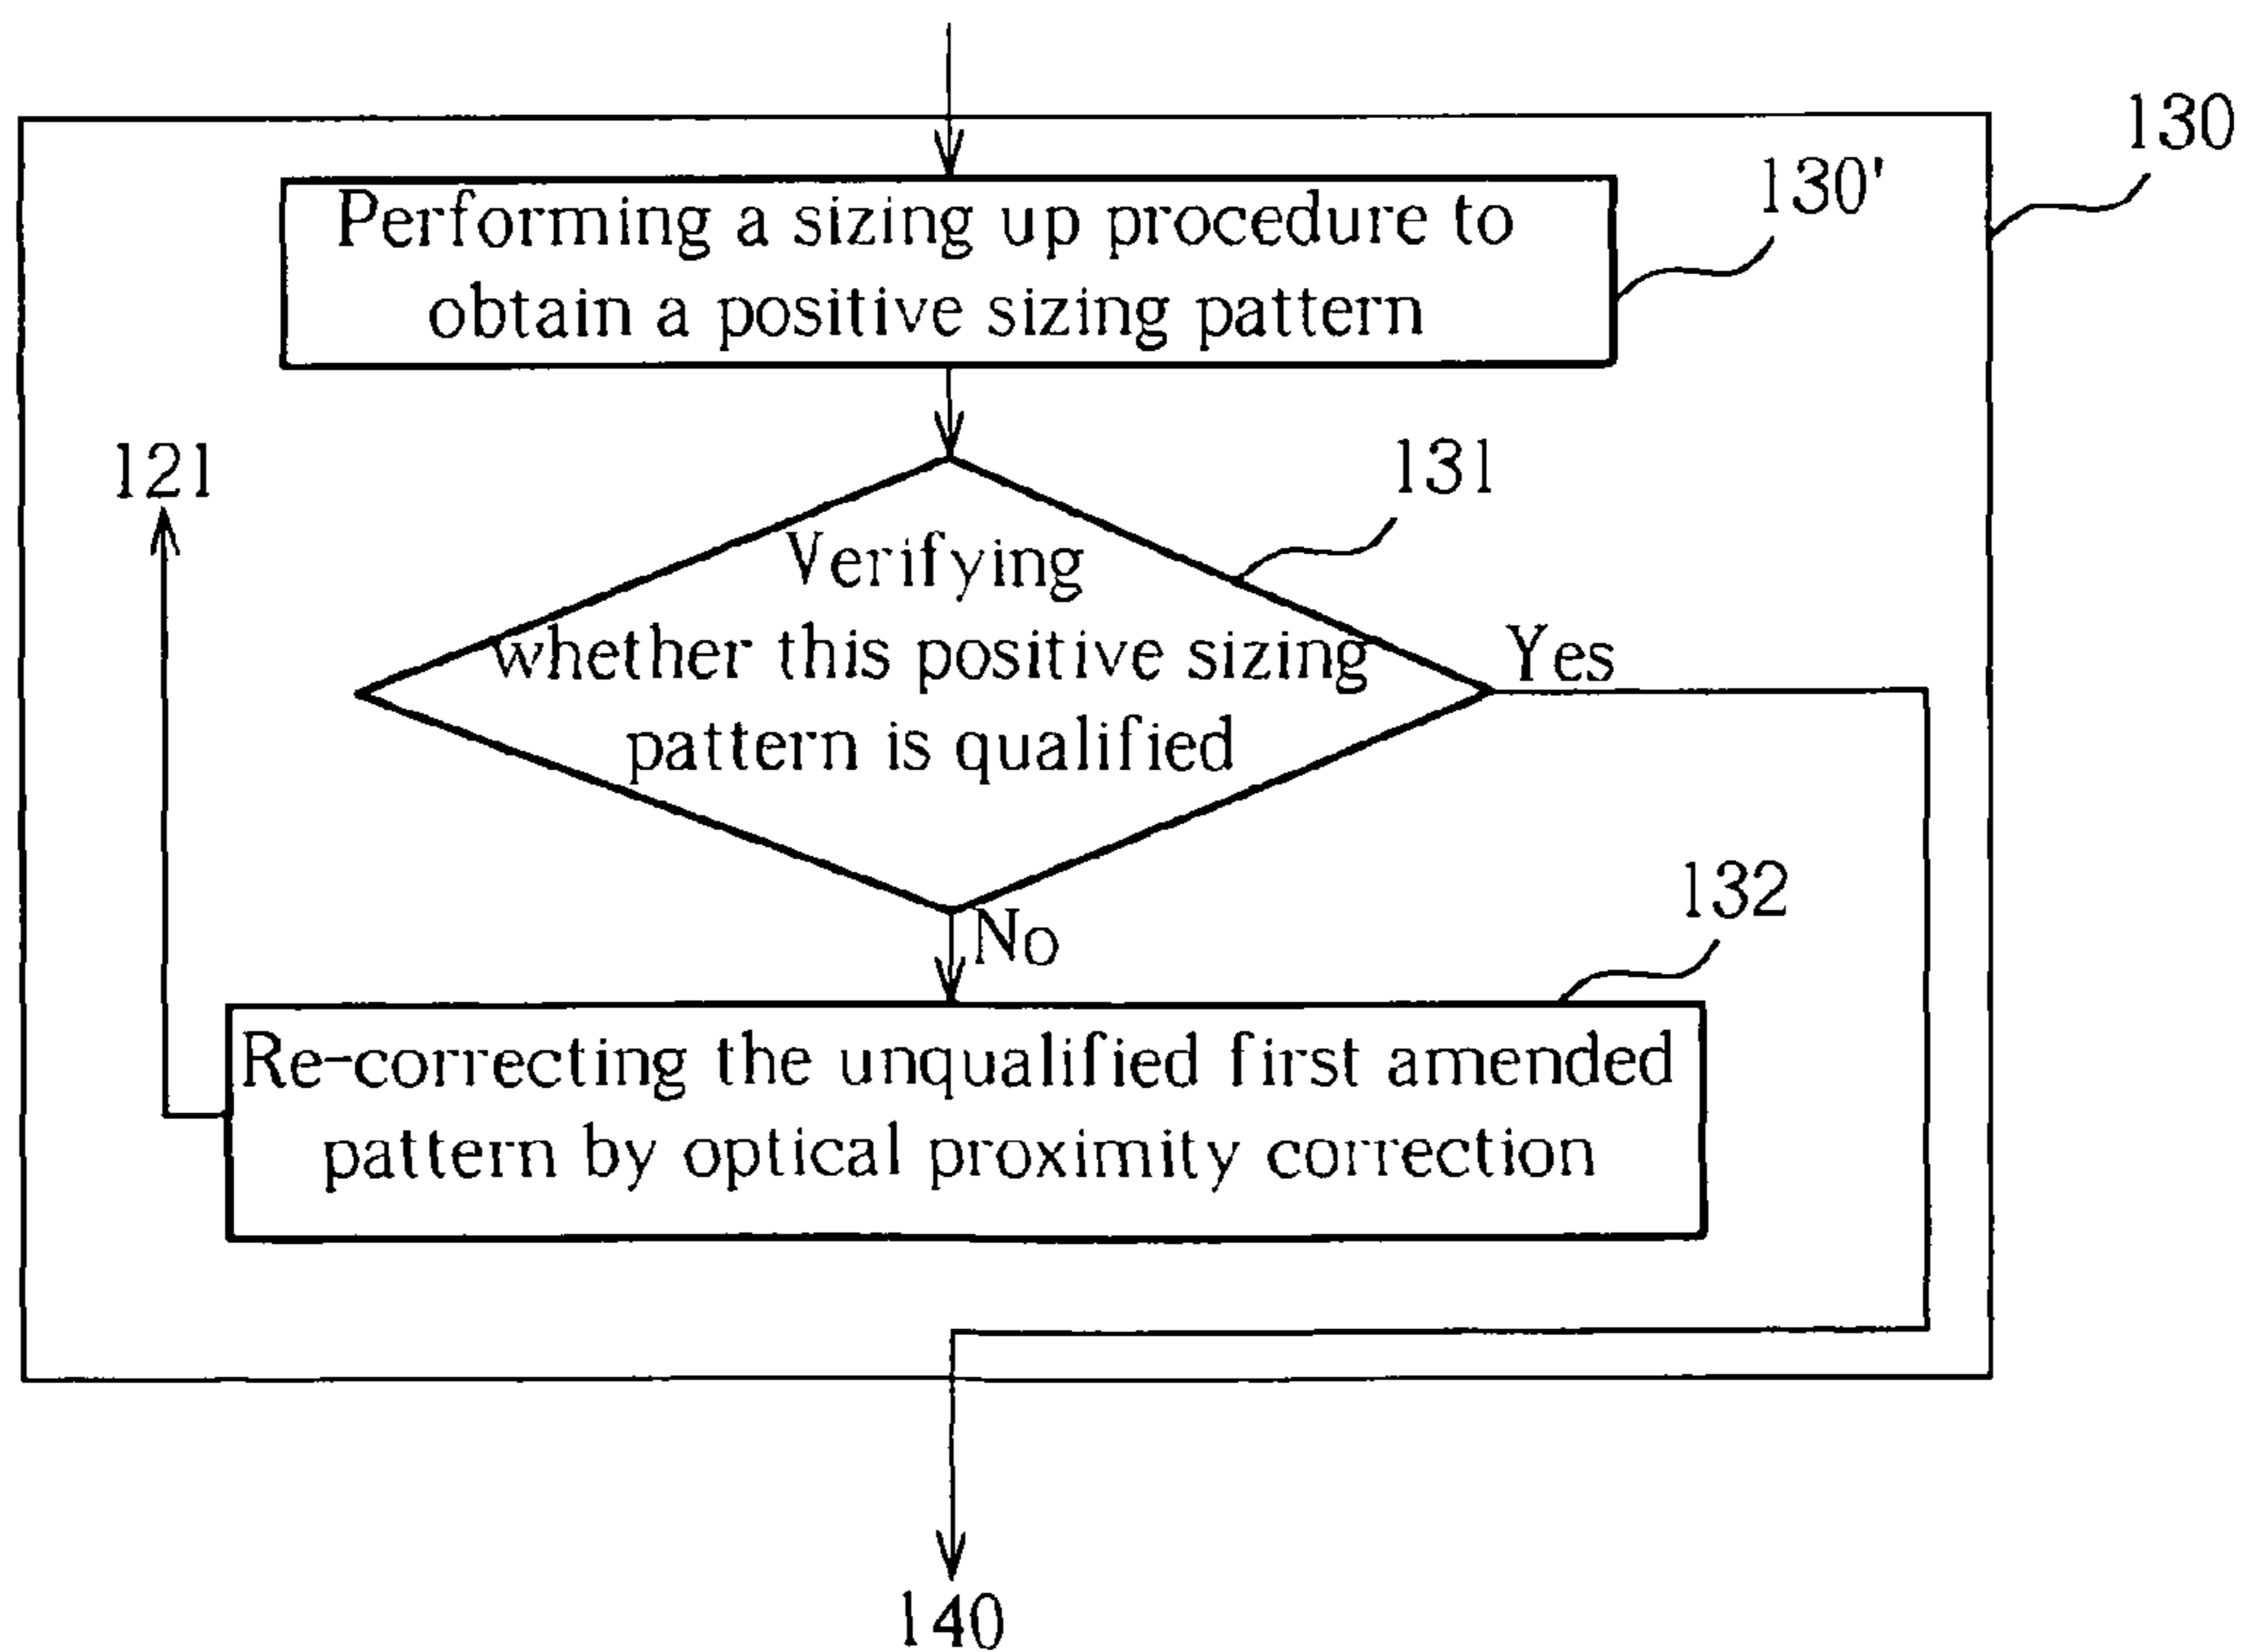 130
130'
Performing a sizing up procedure to
obtain a positive sizing pattern
121
131
Verifying
whether this positive sizing
pattern is qualified
Yes
No
132
Re-correcting the unqualified first amended
pattern by optical proximity correction
140